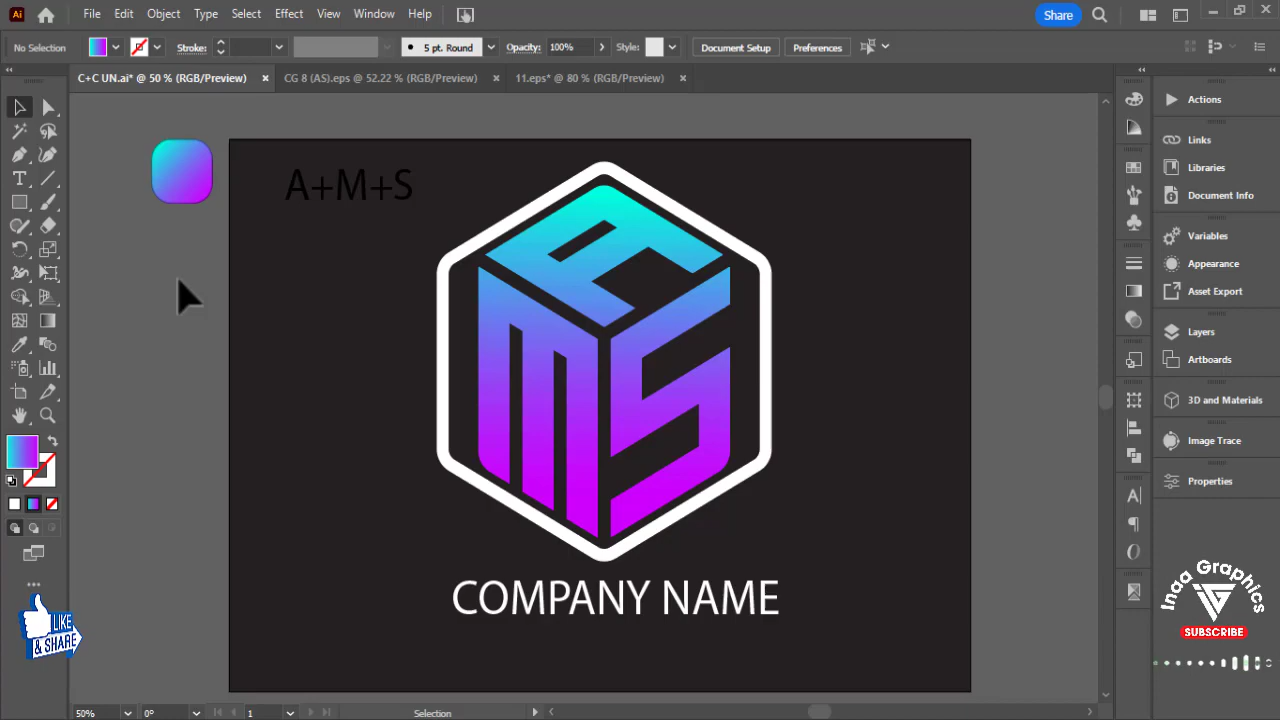 Ai File Edit Object Type Select Effect View Window Help Share
No Selection Stroke: 5 pt. Round Opacity: 100% Style: Document Setup Preferences
C+C UN.ai* @ 50 % (RGB/Preview) × CG 8 (AS).eps @ 52.22 % (RGB/Preview) × 11.eps* @ 80 % (RGB/Preview) ×
Actions
Links
Libraries
Document Info
Variables
Appearance
Asset Export
Layers
Artboards
3D and Materials
Image Trace
Properties
A+M+S
A
M S
COMPANY NAME
LIKE
& SHARE
Inaa Graphics
SUBSCRIBE
50% 0° 1 Selection